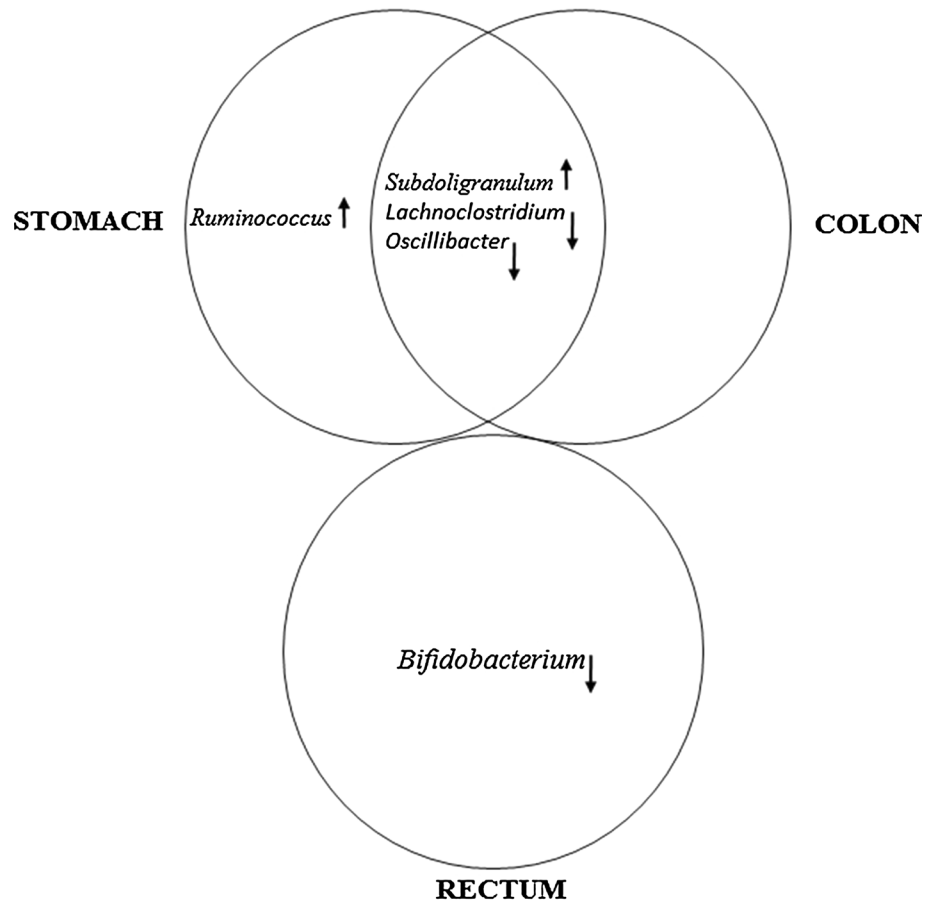 STOMACH
Ruminococcus ↑
Subdoligranulum ↑
Lachnoclostridium ↓
Oscillibacter ↓
COLON
Bifidobacterium ↓
RECTUM